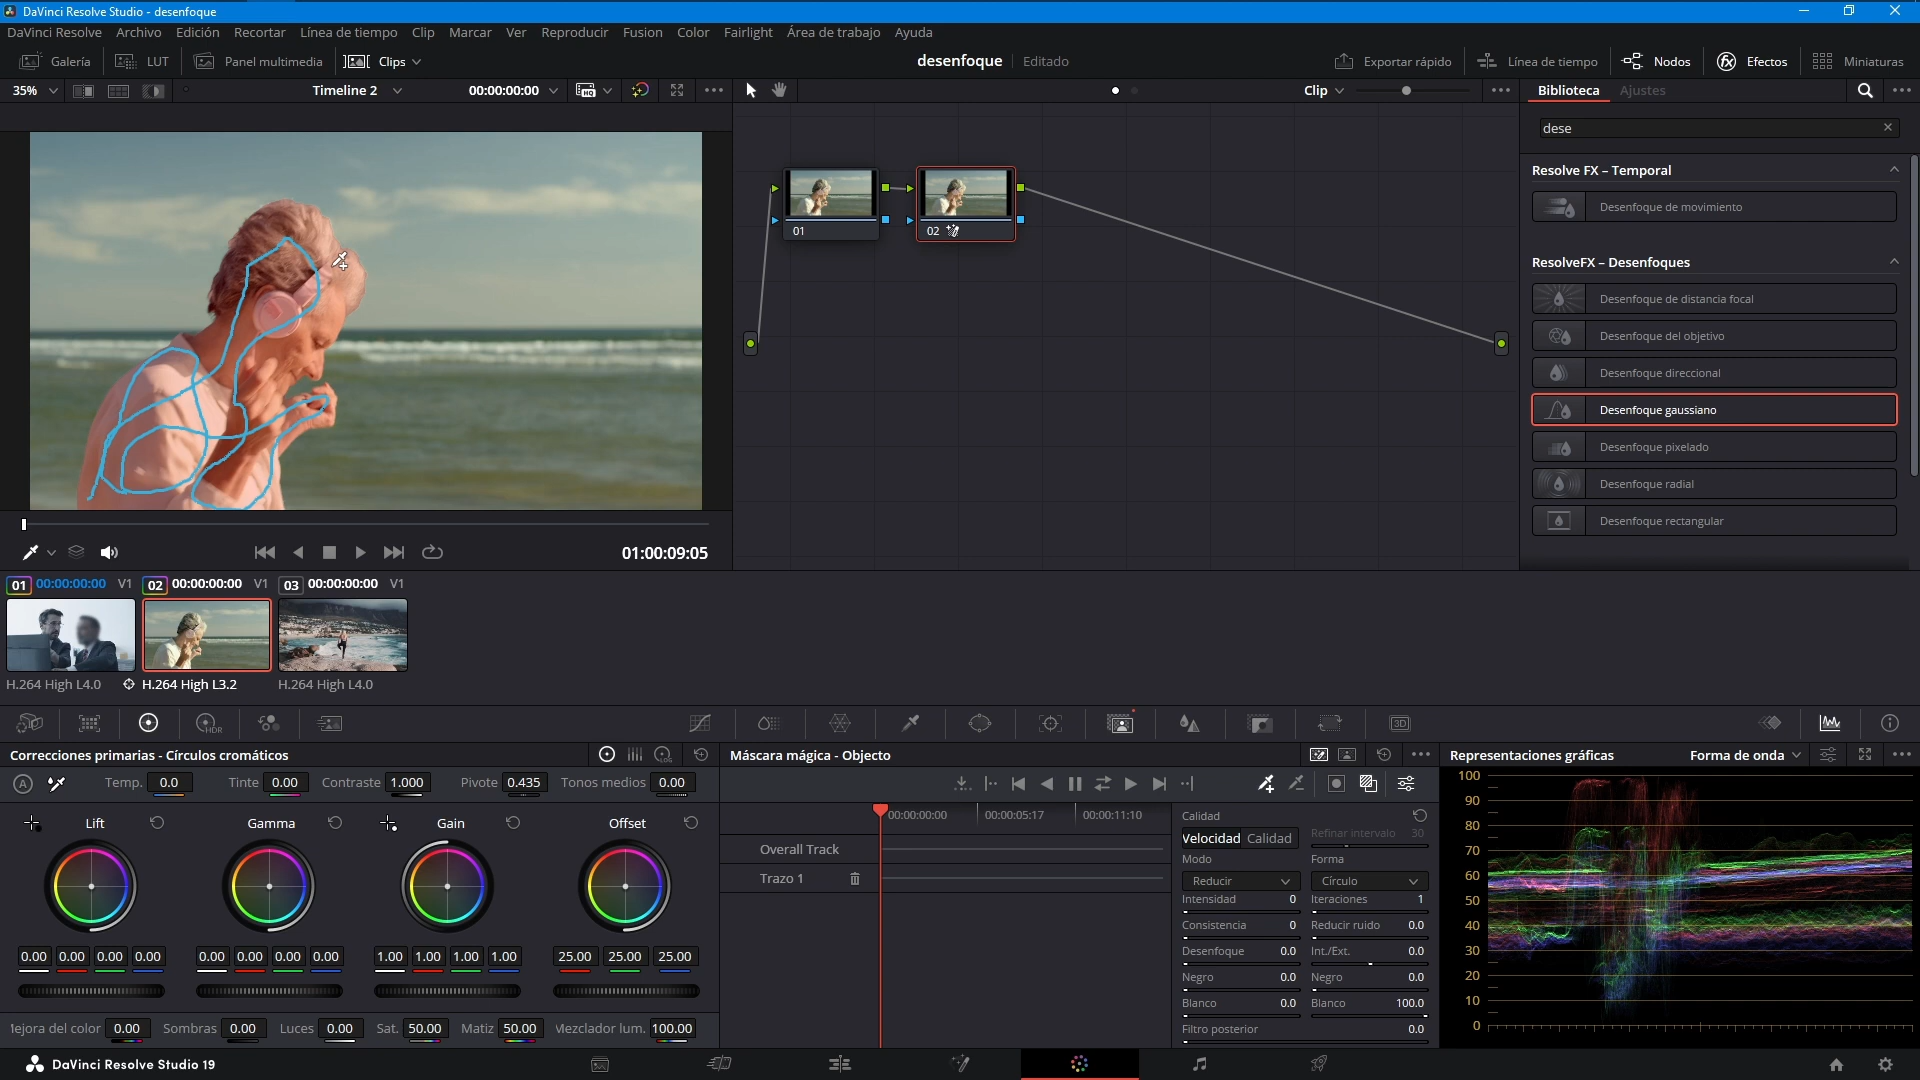 DaVinci Resolve Studio - desenfoque
DaVinci Resolve Archivo Edición Recortar Línea de tiempo Clip Marcar Ver Reproducir Fusion Color Fairlight Área de trabajo Ayuda
Galería LUT Panel multimedia Clips desenfoque Editado Exportar rápido Línea de tiempo Nodos Efectos Miniaturas
35% Timeline 2 00:00:00:00 Clip Biblioteca Ajustes
dese
Resolve FX – Temporal
Desenfoque de movimiento
ResolveFX – Desenfoques
Desenfoque de distancia focal
Desenfoque del objetivo
Desenfoque direccional
Desenfoque gaussiano
Desenfoque pixelado
Desenfoque radial
Desenfoque rectangular
01 02
01:00:09:05
01 00:00:00:00 V1 02 00:00:00:00 V1 03 00:00:00:00 V1
H.264 High L4.0 H.264 High L3.2 H.264 High L4.0
HDR 3D
Correcciones primarias - Círculos cromáticos
A Temp. 0.0 Tinte 0.00 Contraste 1.000 Pivote 0.435 Tonos medios 0.00
Lift Gamma Gain Offset
0.00 0.00 0.00 0.00 0.00 0.00 0.00 0.00 1.00 1.00 1.00 1.00 25.00 25.00 25.00
1ejora del color 0.00 Sombras 0.00 Luces 0.00 Sat. 50.00 Matiz 50.00 Mezclador lum. 100.00
Máscara mágica - Objecto
00:00:00:00 00:00:05:17 00:00:11:10
Overall Track
Trazo 1
Calidad
Velocidad Calidad Refinar intervalo 30
Modo Forma
Reducir Círculo
Intensidad 0 Iteraciones 1
Consistencia 0 Reducir ruido 0.0
Desenfoque 0.0 Int./Ext. 0.0
Negro 0.0 Negro 0.0
Blanco 0.0 Blanco 100.0
Filtro posterior 0.0
Representaciones gráficas Forma de onda
100
90
80
70
60
50
40
30
20
10
0
DaVinci Resolve Studio 19